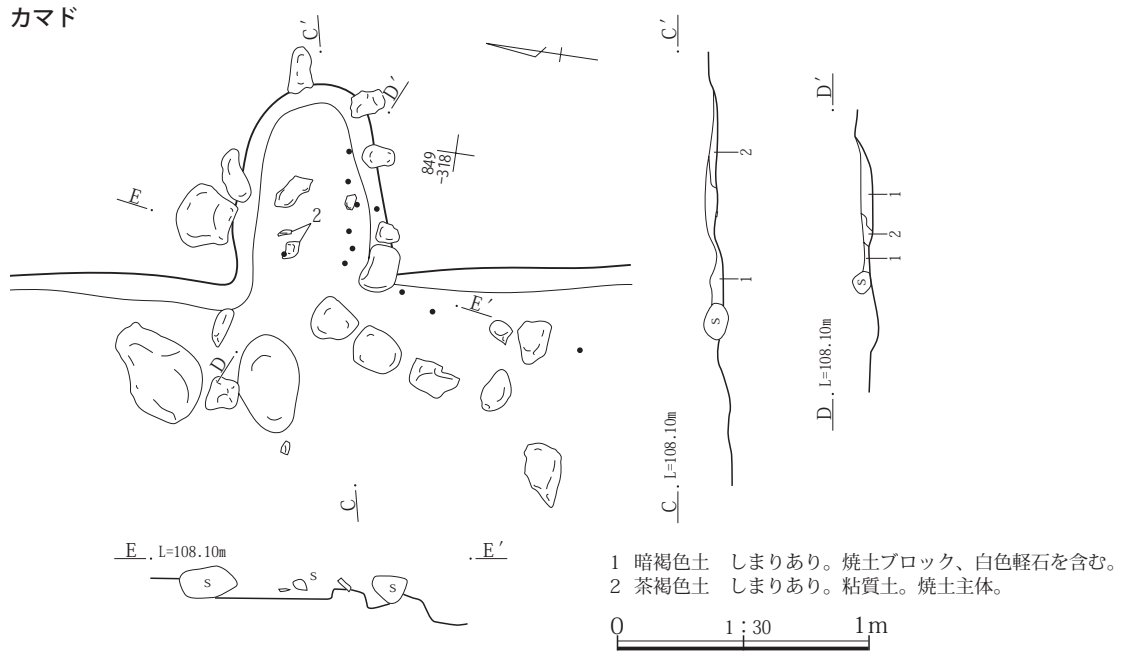 カマド
C′
D′
849
-318
E
2
E′
D
C
C′
2
1
S
C L=108.10m
D′
1
2
1
S
D L=108.10m
E L=108.10m
E′
S
S
S
1 暗褐色土 しまりあり。焼土ブロック、白色軽石を含む。
2 茶褐色土 しまりあり。粘質土。焼土主体。
0 1：30 1m